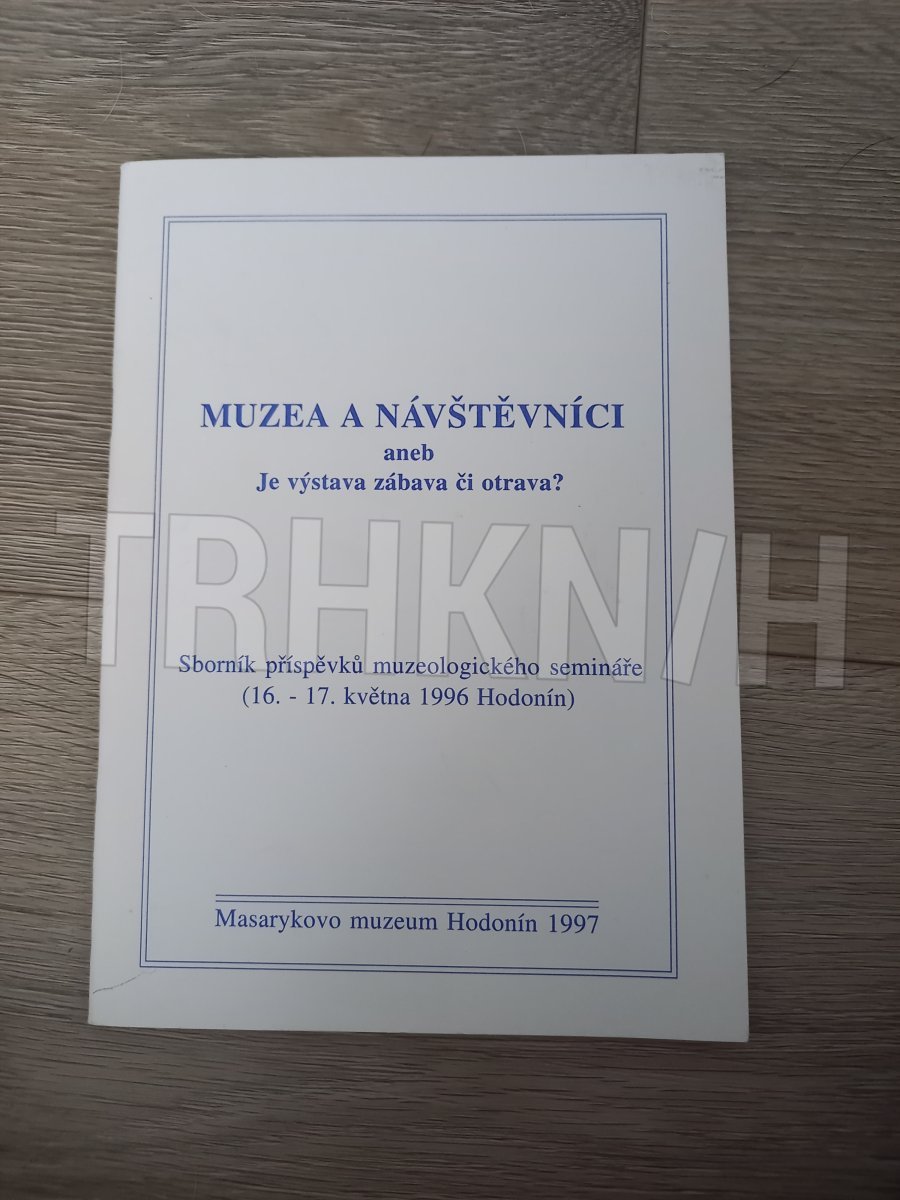 MUZEA A NÁVŠTĚVNÍCI
aneb
Je výstava zábava či otrava?
TRHKNIH
Sborník příspěvků muzeologického semináře
(16. - 17. května 1996 Hodonín)
Masarykovo muzeum Hodonín 1997